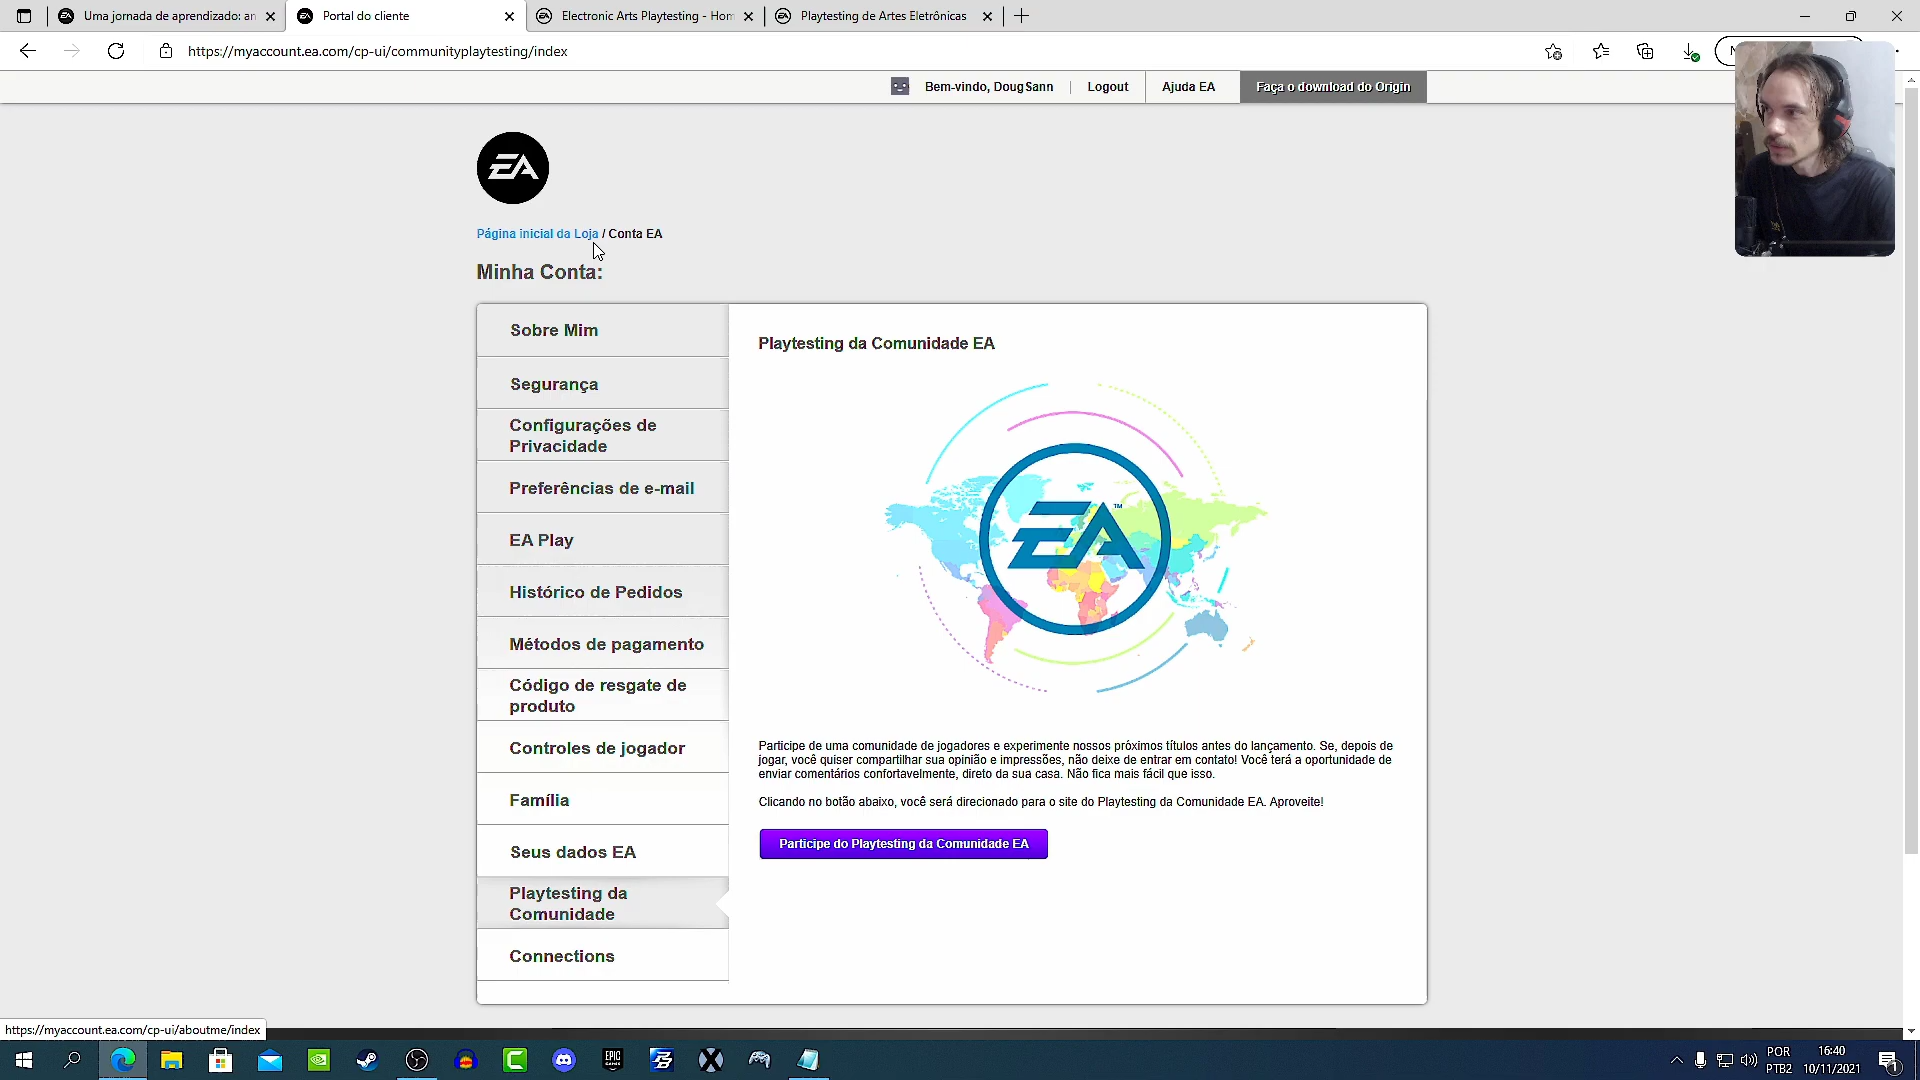 Uma jornada de aprendizado: an
Portal do cliente
Electronic Arts Playtesting - Hom
Playtesting de Artes Eletrônicas
https://myaccount.ea.com/cp-ui/communityplaytesting/index
Bem-vindo, DougSann
Logout
Ajuda EA
Faça o download do Origin
EA
Página inicial da Loja / Conta EA
Minha Conta:
Sobre Mim
Segurança
Configurações de
Privacidade
Preferências de e-mail
EA Play
Histórico de Pedidos
Métodos de pagamento
Código de resgate de
produto
Controles de jogador
Família
Seus dados EA
Playtesting da
Comunidade
Connections
Playtesting da Comunidade EA
EA™
Participe de uma comunidade de jogadores e experimente nossos próximos títulos antes do lançamento. Se, depois de
jogar, você quiser compartilhar sua opinião e impressões, não deixe de entrar em contato! Você terá a oportunidade de
enviar comentários confortavelmente, direto da sua casa. Não fica mais fácil que isso.
Clicando no botão abaixo, você será direcionado para o site do Playtesting da Comunidade EA. Aproveite!
Participe do Playtesting da Comunidade EA
https://myaccount.ea.com/cp-ui/aboutme/index
EPIC
GAMES
POR
PTB2
16:40
10/11/2021
1